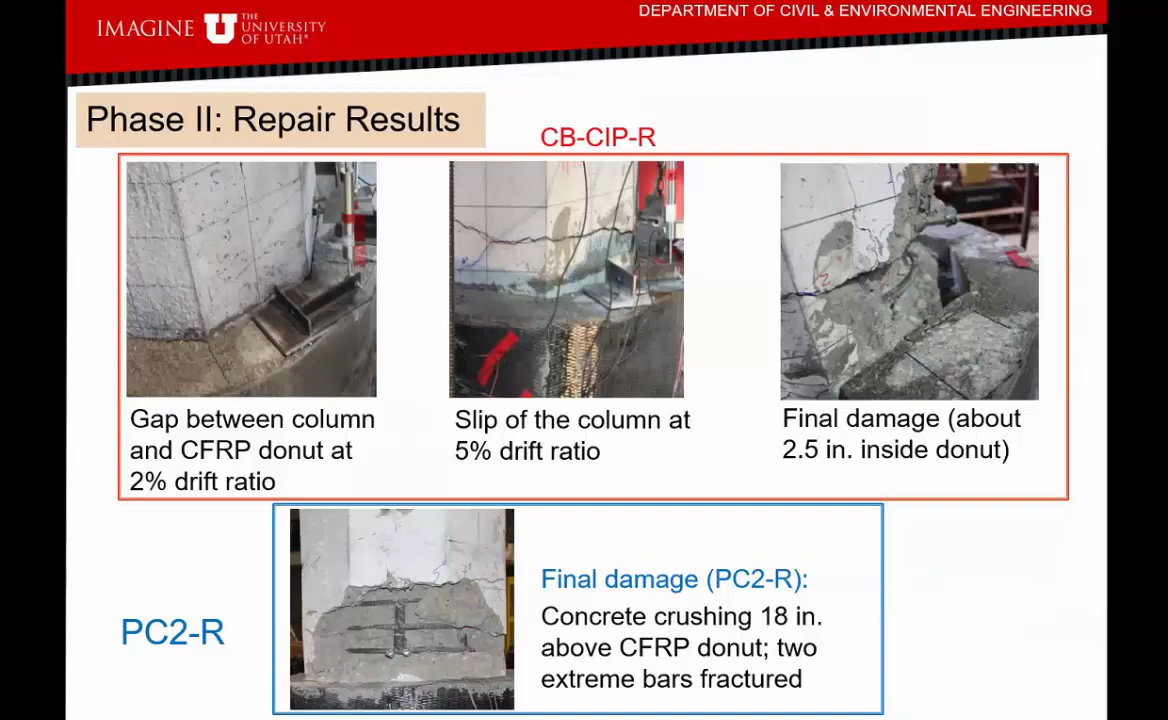 DEPARTMENT OF CIVIL & ENVIRONMENTAL ENGINEERING
IMAGINE U THE UNIVERSITY OF UTAH®
Phase II: Repair Results
CB-CIP-R
Gap between column
and CFRP donut at
2% drift ratio
Slip of the column at
5% drift ratio
Final damage (about
2.5 in. inside donut)
PC2-R
Final damage (PC2-R):
Concrete crushing 18 in.
above CFRP donut; two
extreme bars fractured